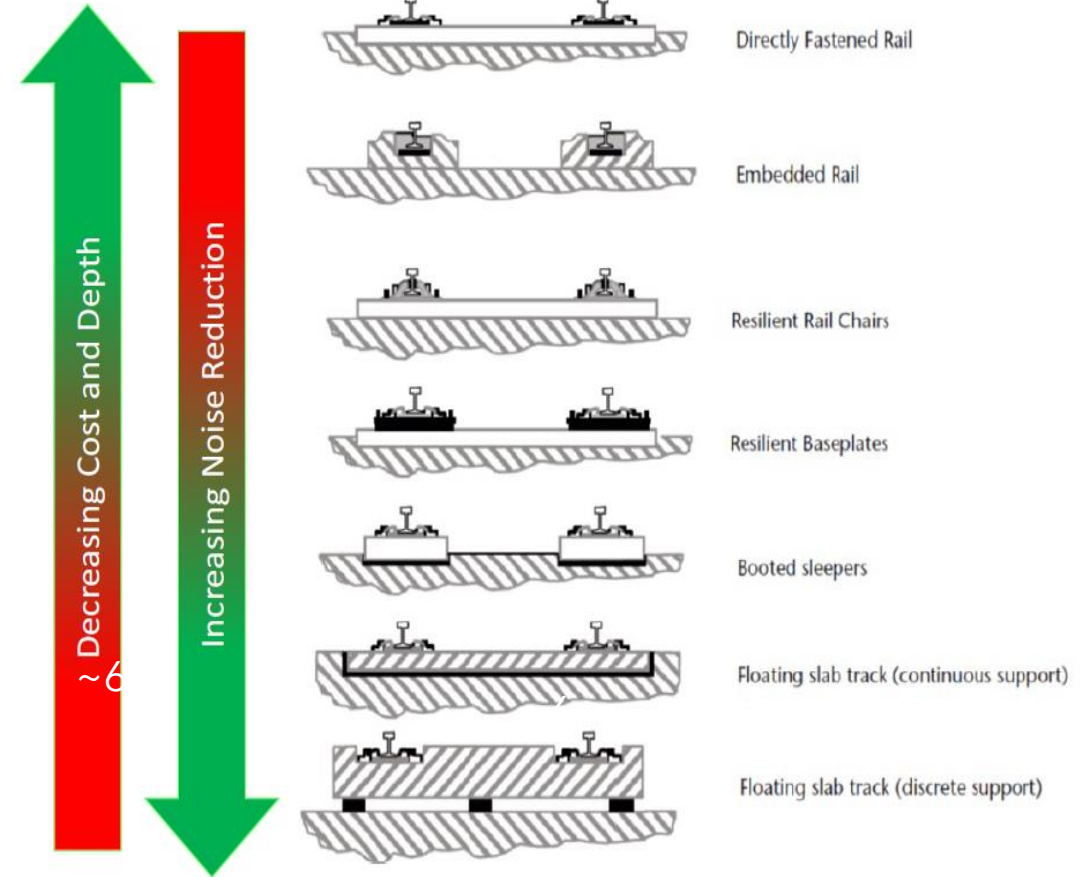 Decreasing Cost and Depth
~6
Increasing Noise Reduction
Directly Fastened Rail
Embedded Rail
Resilient Rail Chairs
Resilient Baseplates
Booted sleepers
Floating slab track (continuous support)
Floating slab track (discrete support)